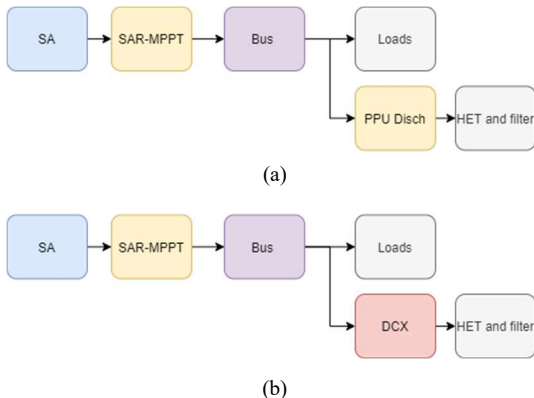 SA
SAR-MPPT
Bus
Loads
PPU Disch
HET and filter
(a)
SA
SAR-MPPT
Bus
Loads
DCX
HET and filter
(b)